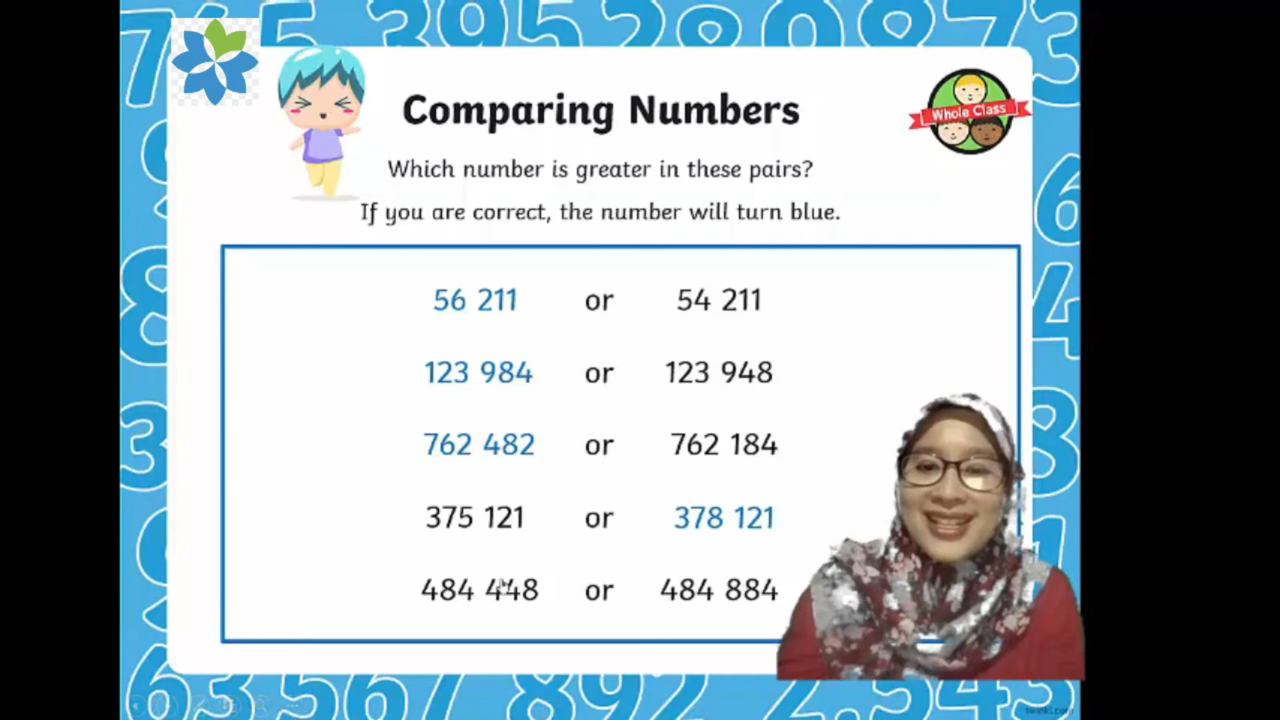 Comparing Numbers
Whole Class
Which number is greater in these pairs?
If you are correct, the number will turn blue.
56 211 or 54 211
123 984 or 123 948
762 482 or 762 184
375 121 or 378 121
484 448 or 484 884
twinkl.com